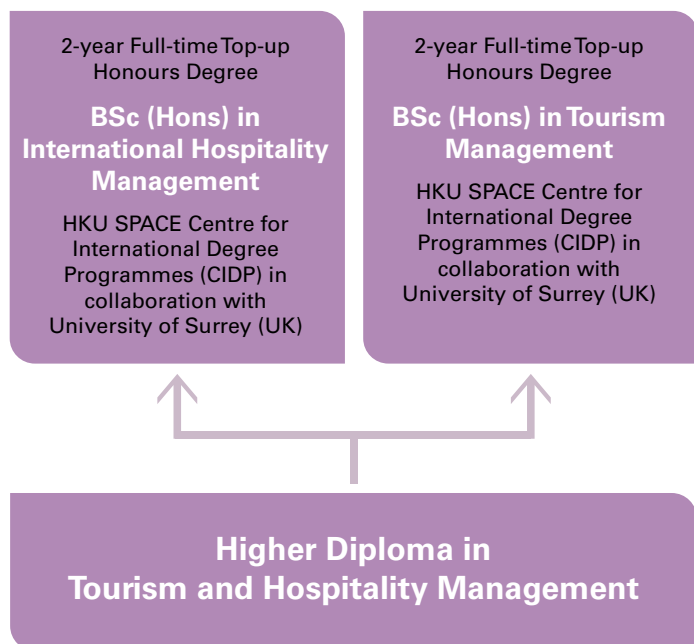 2-year Full-time Top-up
Honours Degree
BSc (Hons) in
International Hospitality
Management
HKU SPACE Centre for
International Degree
Programmes (CIDP) in
collaboration with
University of Surrey (UK)
2-year Full-time Top-up
Honours Degree
BSc (Hons) in Tourism
Management
HKU SPACE Centre for
International Degree
Programmes (CIDP) in
collaboration with
University of Surrey (UK)
Higher Diploma in
Tourism and Hospitality Management